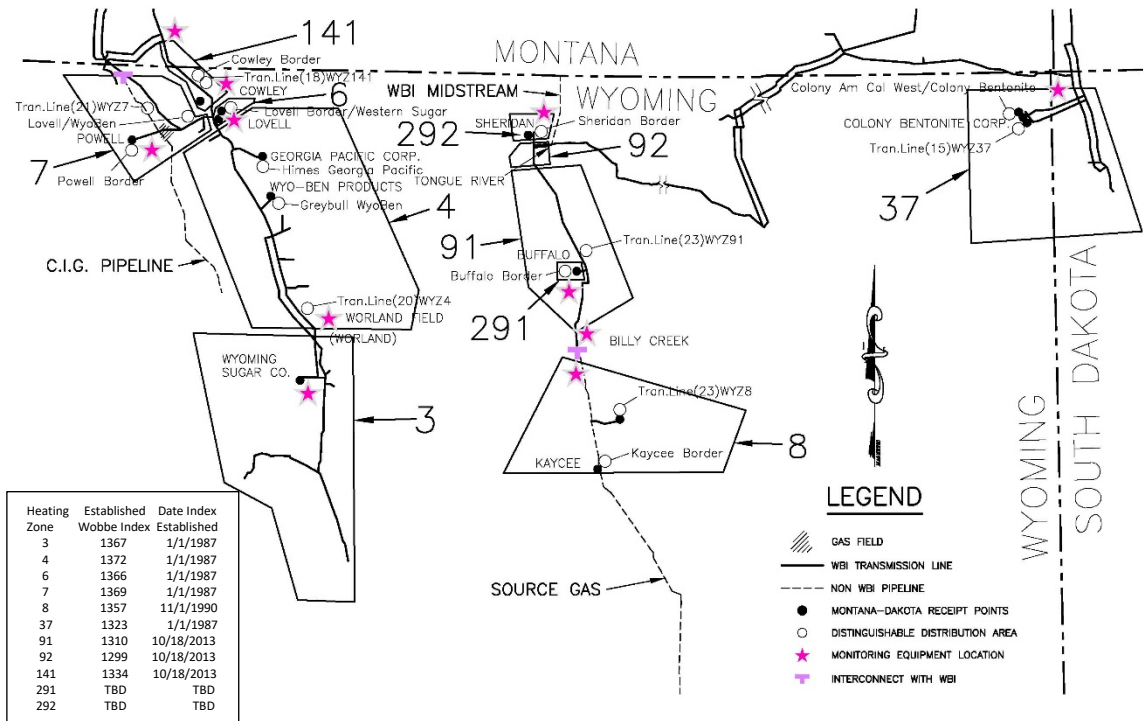 141
MONTANA
Cowley Border
Tran.Line(18)WYZ141
COWLEY
6
Lovell Border/Western Sugar
LOVELL
Tran.Line(21)WYZ7
Lovell/WyoBen
POWELL
7
Powell Border
GEORGIA PACIFIC CORP.
Himes Georgia Pacific
WYO-BEN PRODUCTS
Greybull WyoBen
4
C.I.G. PIPELINE
Tran.Line(20)WYZ4
WORLAND FIELD
(WORLAND)
WYOMING
SUGAR CO.
3
WBI MIDSTREAM
WYOMING
SHERIDAN
Sheridan Border
292
92
TONGUE RIVER
91
Tran.Line(23)WYZ91
BUFFALO
Buffalo Border
291
BILLY CREEK
Tran.Line(23)WYZ8
Kaycee Border
KAYCEE
8
SOURCE GAS
Colony Am Col West/Colony Bentonite
COLONY BENTONITE CORP.
Tran.Line(15)WYZ37
37
WYOMING
SOUTH DAKOTA
Heating Established Date Index
Zone Wobbe Index Established
3 1367 1/1/1987
4 1372 1/1/1987
6 1366 1/1/1987
7 1369 1/1/1987
8 1357 11/1/1990
37 1323 1/1/1987
91 1310 10/18/2013
92 1299 10/18/2013
141 1334 10/18/2013
291 TBD TBD
292 TBD TBD
LEGEND
GAS FIELD
WBI TRANSMISSION LINE
NON WBI PIPELINE
MONTANA-DAKOTA RECEIPT POINTS
DISTINGUISHABLE DISTRIBUTION AREA
MONITORING EQUIPMENT LOCATION
INTERCONNECT WITH WBI